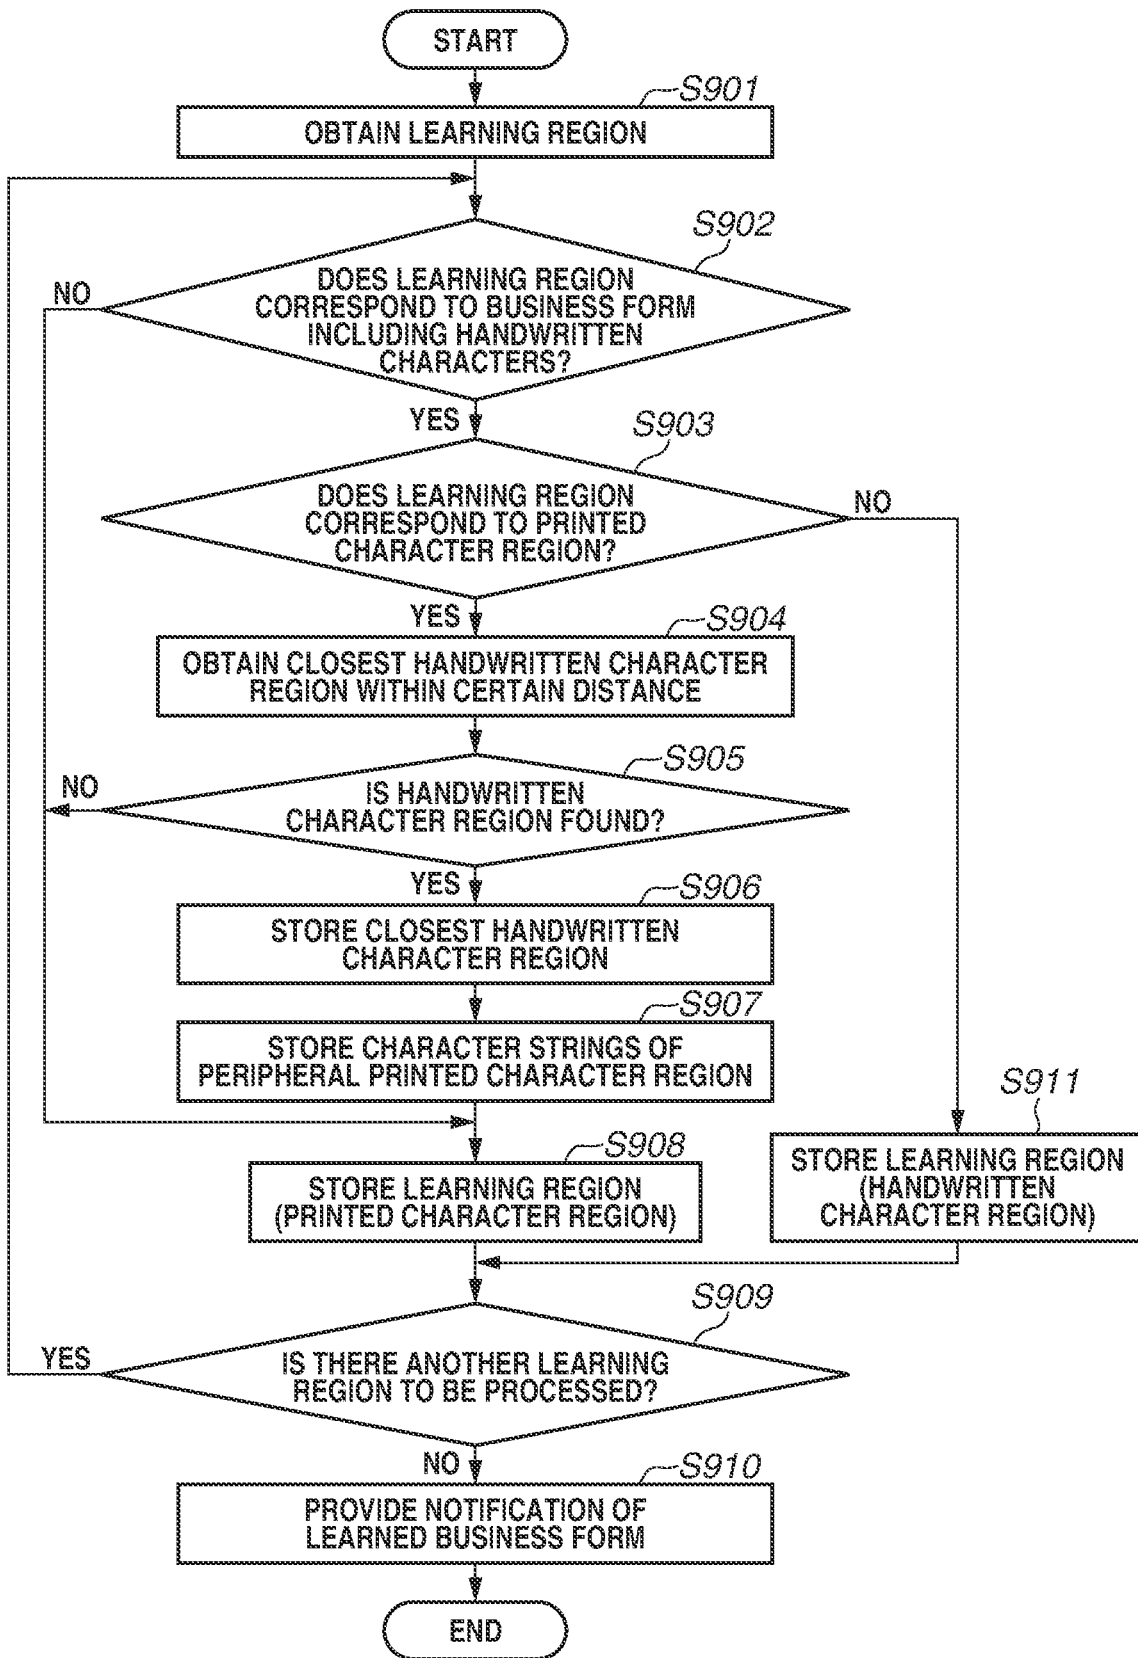 START
S901
OBTAIN LEARNING REGION
S902
DOES LEARNING REGION
CORRESPOND TO BUSINESS FORM
INCLUDING HANDWRITTEN
CHARACTERS?
NO
YES
S903
DOES LEARNING REGION
CORRESPOND TO PRINTED
CHARACTER REGION?
NO
YES
S904
OBTAIN CLOSEST HANDWRITTEN CHARACTER
REGION WITHIN CERTAIN DISTANCE
S905
IS HANDWRITTEN
CHARACTER REGION FOUND?
NO
YES
S906
STORE CLOSEST HANDWRITTEN
CHARACTER REGION
S907
STORE CHARACTER STRINGS OF
PERIPHERAL PRINTED CHARACTER REGION
S908
STORE LEARNING REGION
(PRINTED CHARACTER REGION)
S911
STORE LEARNING REGION
(HANDWRITTEN
CHARACTER REGION)
S909
IS THERE ANOTHER LEARNING
REGION TO BE PROCESSED?
YES
NO
S910
PROVIDE NOTIFICATION OF
LEARNED BUSINESS FORM
END